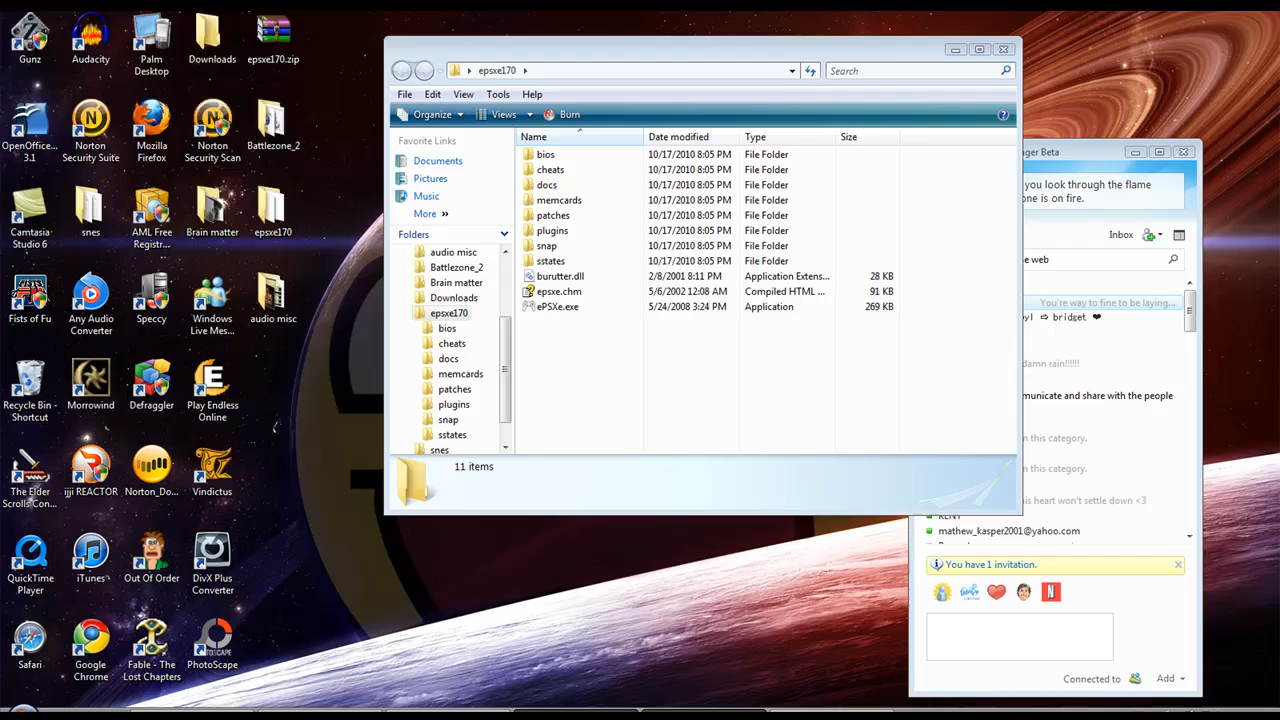 Gunz
Audacity
Palm
Desktop
Downloads
epsxe170.zip
OpenOffice...
3.1
Norton
Security Suite
Mozilla
Firefox
Norton
Security Scan
Battlezone_2
Camtasia
Studio 6
snes
AML Free
Registr...
Brain matter
epsxe170
Fists of Fu
Any Audio
Converter
Speccy
Windows
Live Mes...
audio misc
Recycle Bin -
Shortcut
Morrowind
Defraggler
Play Endless
Online
The Elder
Scrolls Con...
ijji REACTOR
Norton_Do...
Vindictus
QuickTime
Player
iTunes
Out Of Order
DivX Plus
Converter
Safari
Google
Chrome
Fable - The
Lost Chapters
PhotoScape
epsxe170
Search
File Edit View Tools Help
Organize Views Burn
Favorite Links
Documents
Pictures
Music
More »
Folders
audio misc
Battlezone_2
Brain matter
Downloads
epsxe170
bios
cheats
docs
memcards
patches
plugins
snap
sstates
snes
Name Date modified Type Size
bios 10/17/2010 8:05 PM File Folder
cheats 10/17/2010 8:05 PM File Folder
docs 10/17/2010 8:05 PM File Folder
memcards 10/17/2010 8:05 PM File Folder
patches 10/17/2010 8:05 PM File Folder
plugins 10/17/2010 8:05 PM File Folder
snap 10/17/2010 8:05 PM File Folder
sstates 10/17/2010 8:05 PM File Folder
burutter.dll 2/8/2001 8:11 PM Application Extens... 28 KB
epsxe.chm 5/6/2002 12:08 AM Compiled HTML ... 91 KB
ePSXe.exe 5/24/2008 3:24 PM Application 269 KB
11 items
ager Beta
you look through the flame
one is on fire.
Inbox
e web
You're way to fine to be laying...
eyl ⇨ bridget ❤
damn rain!!!!!!
municate and share with the people
n this category.
n this category.
his heart won't settle down <3
mathew_kasper2001@yahoo.com
You have 1 invitation.
Connected to
Add